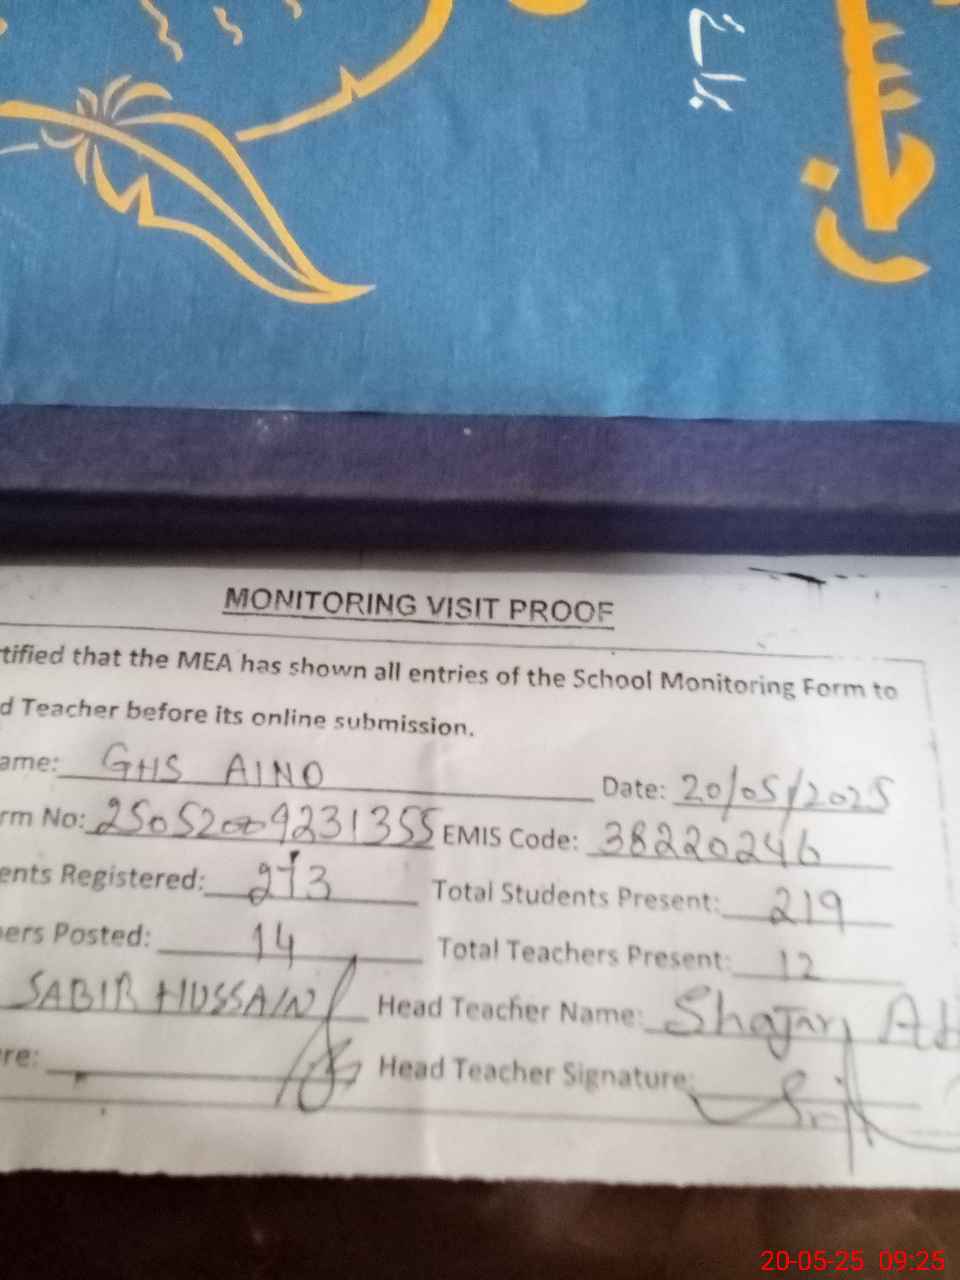 برائے
MONITORING VISIT PROOF
tified that the MEA has shown all entries of the School Monitoring Form to
d Teacher before its online submission.
ame: GHS AINO Date: 20/05/2025
rm No: EMIS Code: 38220246
ents Registered: 273 Total Students Present: 219
ers Posted: 14 Total Teachers Present: 12
SABIR HUSSAIN Head Teacher Name:
re: Head Teacher Signature:
20-05-25 09:25